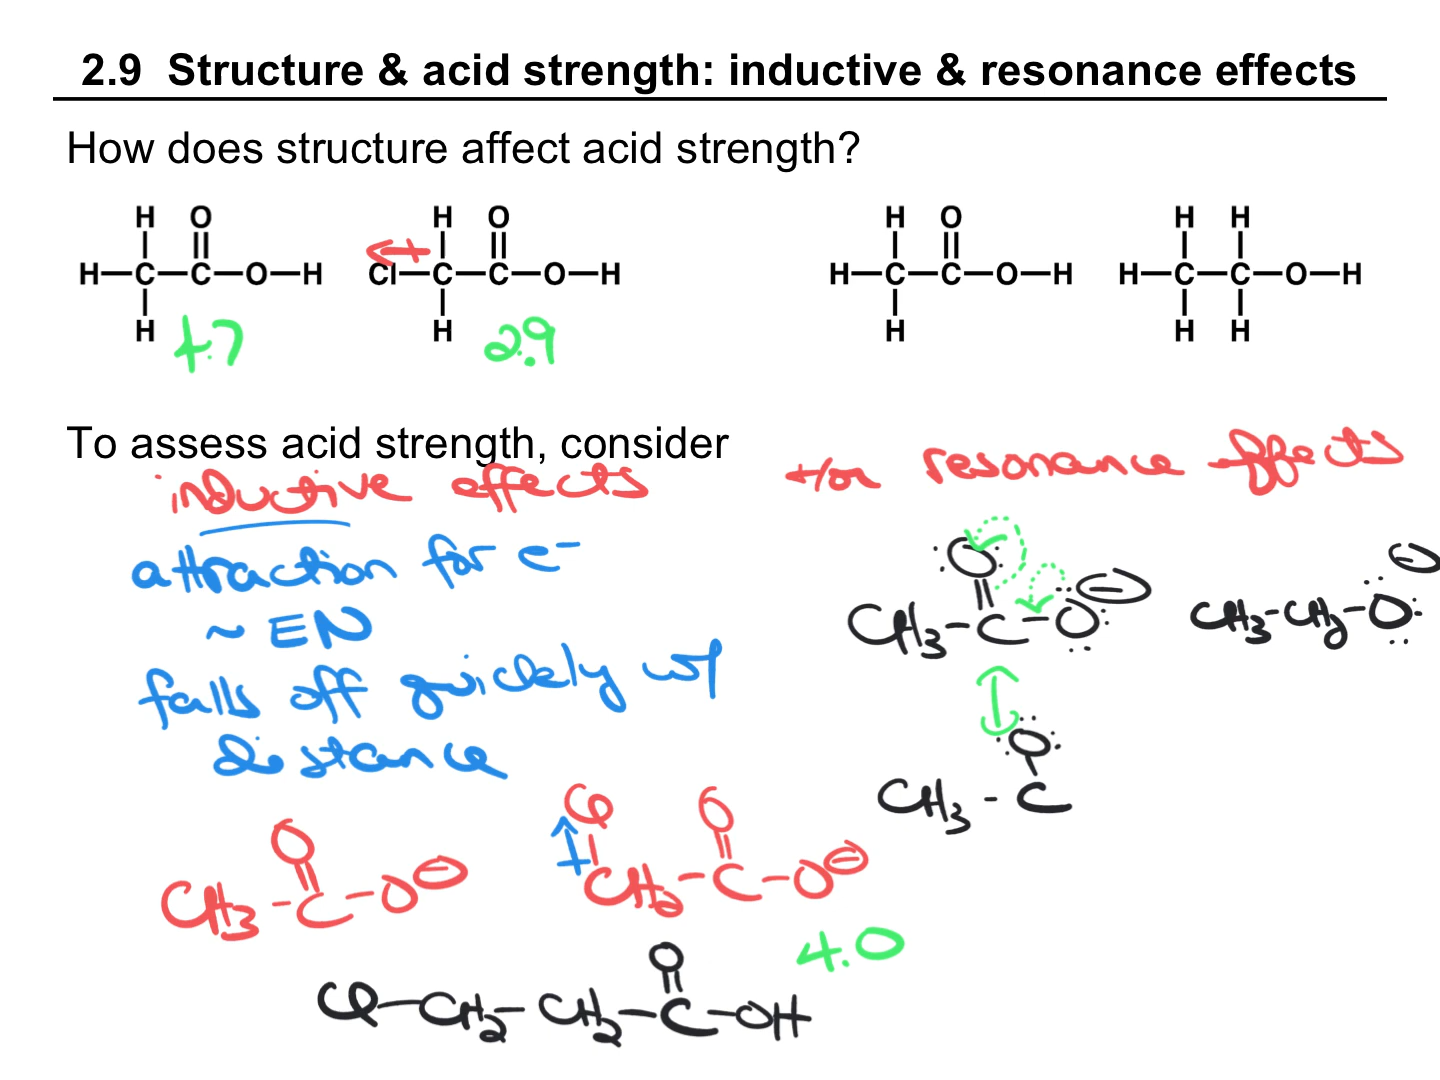 2.9 Structure & acid strength: inductive & resonance effects
How does structure affect acid strength?
H O H O H O H H
H—C—C—O—H Cl—C—C—O—H H—C—C—O—H H—C—C—O—H
H H H H H
4.7 2.9
To assess acid strength, consider
inductive effects +/or resonance effects
attraction for e-
~ EN
falls off quickly w/
distance
O
CH3-C-O⊖ CH3-CH2-O⊖
O
CH3-C
O Cl O
CH3-C-O⊖ CH2-C-O⊖
4.0
O
Cl-CH2-CH2-C-OH